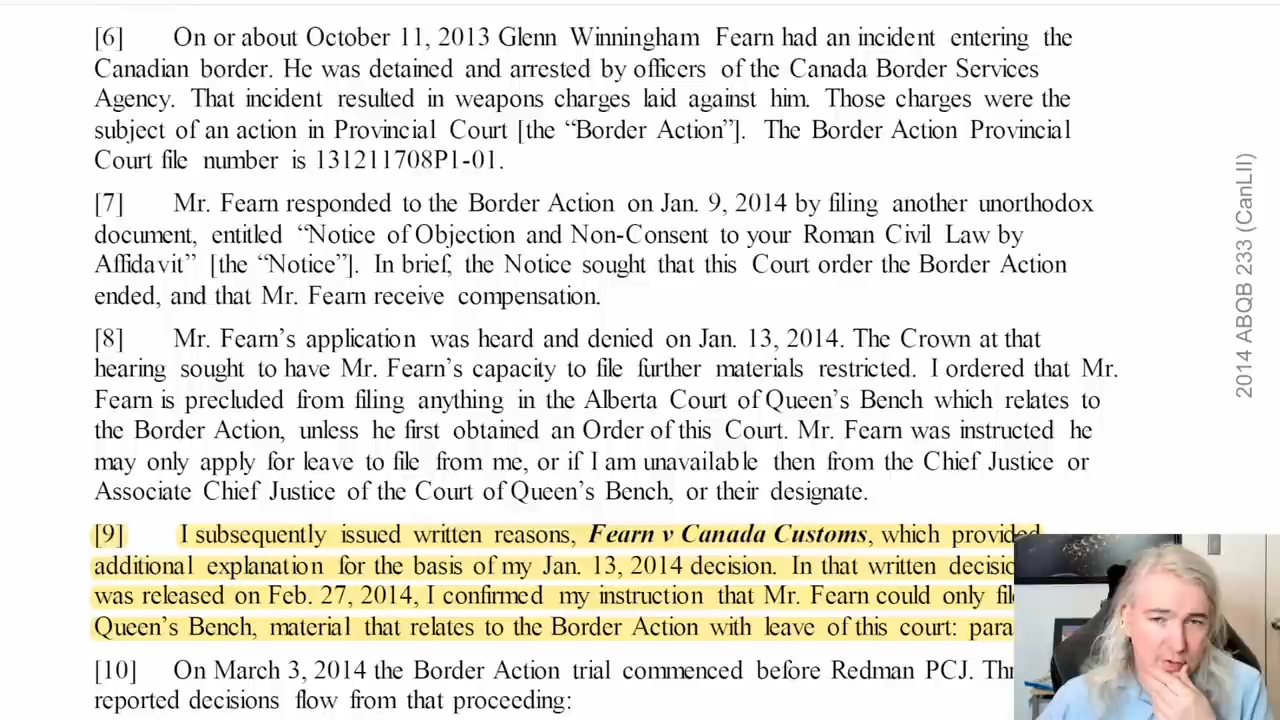 [6] On or about October 11, 2013 Glenn Winningham Fearn had an incident entering the
Canadian border. He was detained and arrested by officers of the Canada Border Services
Agency. That incident resulted in weapons charges laid against him. Those charges were the
subject of an action in Provincial Court [the “Border Action”]. The Border Action Provincial
Court file number is 131211708P1-01.
[7] Mr. Fearn responded to the Border Action on Jan. 9, 2014 by filing another unorthodox
document, entitled “Notice of Objection and Non-Consent to your Roman Civil Law by
Affidavit” [the “Notice”]. In brief, the Notice sought that this Court order the Border Action
ended, and that Mr. Fearn receive compensation.
[8] Mr. Fearn’s application was heard and denied on Jan. 13, 2014. The Crown at that
hearing sought to have Mr. Fearn’s capacity to file further materials restricted. I ordered that Mr.
Fearn is precluded from filing anything in the Alberta Court of Queen’s Bench which relates to
the Border Action, unless he first obtained an Order of this Court. Mr. Fearn was instructed he
may only apply for leave to file from me, or if I am unavailable then from the Chief Justice or
Associate Chief Justice of the Court of Queen’s Bench, or their designate.
[9] I subsequently issued written reasons, Fearn v Canada Customs, which provided
additional explanation for the basis of my Jan. 13, 2014 decision. In that written
was released on Feb. 27, 2014, I confirmed my instruction that Mr. Fearn could only
Queen’s Bench, material that relates to the Border Action with leave of this court:
[10] On March 3, 2014 the Border Action trial commenced before Redman PCJ.
reported decisions flow from that proceeding:
2014 ABQB 233 (CanLII)